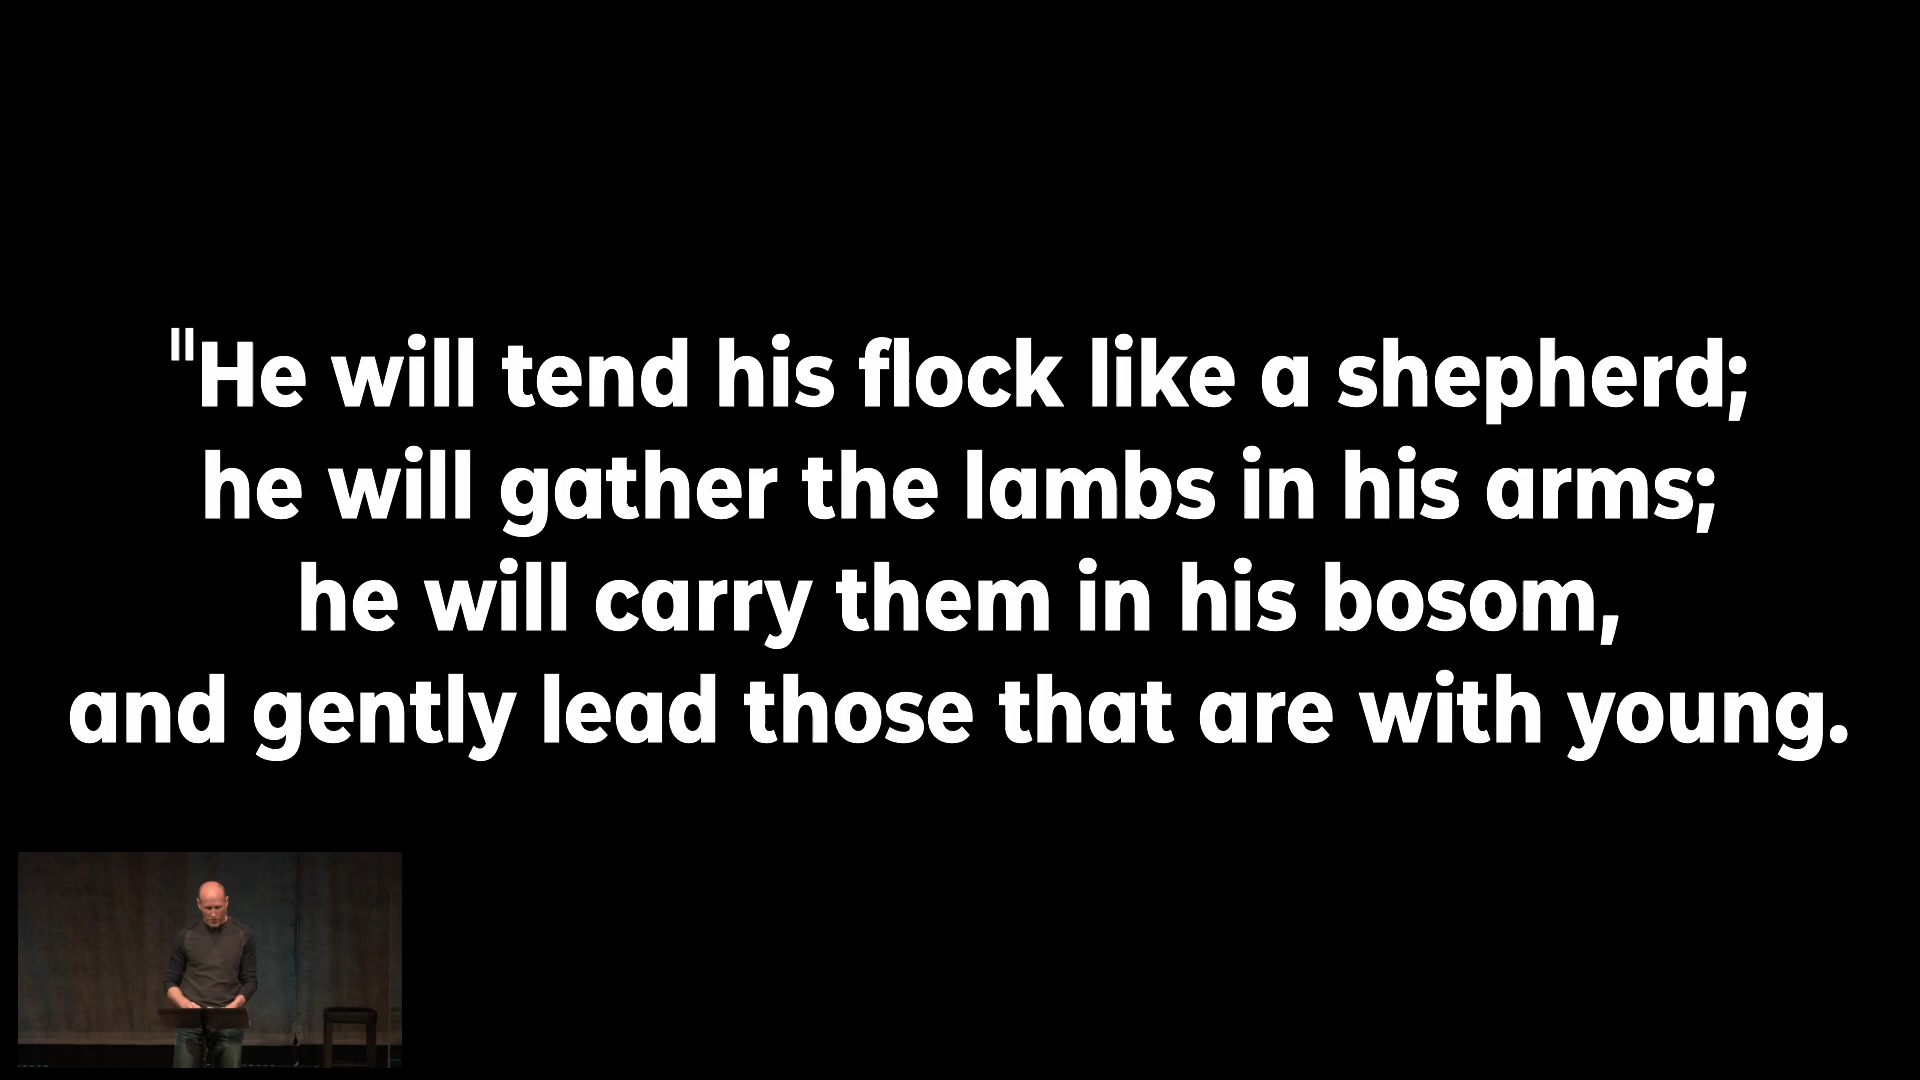 "He will tend his flock like a shepherd;
he will gather the lambs in his arms;
he will carry them in his bosom,
and gently lead those that are with young.